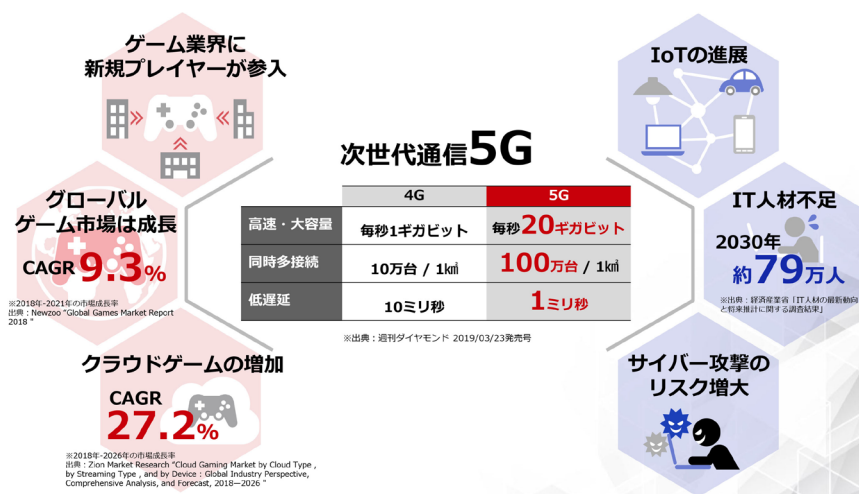 ゲーム業界に
新規プレイヤーが参入
グローバル
ゲーム市場は成長
CAGR 9.3%
※2018年-2021年の市場成長率
出典：Newzoo "Global Games Market Report
2018 "
クラウドゲームの増加
CAGR
27.2%
※2018年-2026年の市場成長率
出典：Zion Market Research "Cloud Gaming Market by Cloud Type ,
by Streaming Type , and by Device : Global Industry Perspective,
Comprehensive Analysis, and Forecast, 2018—2026 "
次世代通信5G
4G 5G
高速・大容量 毎秒1ギガビット 毎秒20ギガビット
同時多接続 10万台 / 1k㎡ 100万台 / 1k㎡
低遅延 10ミリ秒 1ミリ秒
※出典：週刊ダイヤモンド 2019/03/23発売号
IoTの進展
IT人材不足
2030年
約79万人
※出典：経済産業省「IT人材の最新動向
と将来推計に関する調査結果」
サイバー攻撃の
リスク増大